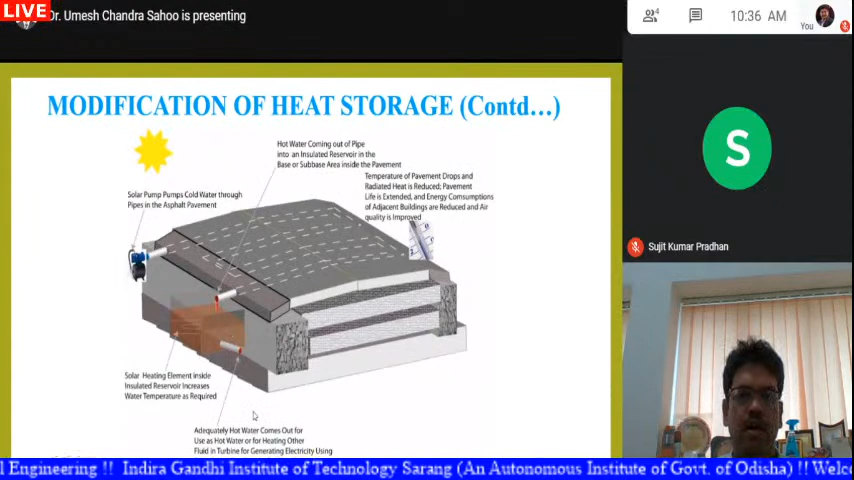 LIVE
Dr. Umesh Chandra Sahoo is presenting
4
10:36 AM
You
MODIFICATION OF HEAT STORAGE (Contd…)
Hot Water Coming out of Pipe
into an Insulated Reservoir in the
Base or Subbase Area inside the Pavement
Temperature of Pavement Drops and
Radiated Heat is Reduced; Pavement
Life is Extended, and Energy Comsumptions
of Adjacent Buildings are Reduced and Air
quality is Improved
Solar Pump Pumps Cold Water through
Pipes in the Asphalt Pavement
S
Sujit Kumar Pradhan
Solar Heating Element inside
Insulated Reservoir Increases
Water Temperature as Required
Adequately Hot Water Comes Out for
Use as Hot Water or for Heating Other
Fluid in Turbine for Generating Electricity Using
l Engineering !! Indira Gandhi Institute of Technology Sarang (An Autonomous Institute of Govt. of Odisha) !! Welco